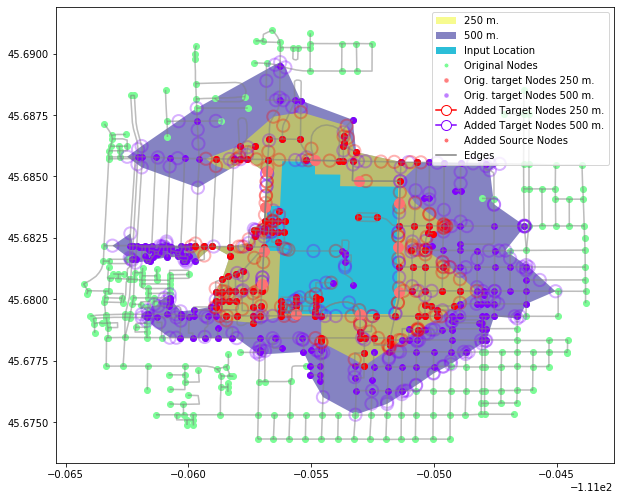 250 m.
500 m.
Input Location
Original Nodes
Orig. target Nodes 250 m.
Orig. target Nodes 500 m.
Added Target Nodes 250 m.
Added Target Nodes 500 m.
Added Source Nodes
Edges
45.6900
45.6875
45.6850
45.6825
45.6800
45.6775
45.6750
−0.065 −0.060 −0.055 −0.050 −0.045
−1.11e2